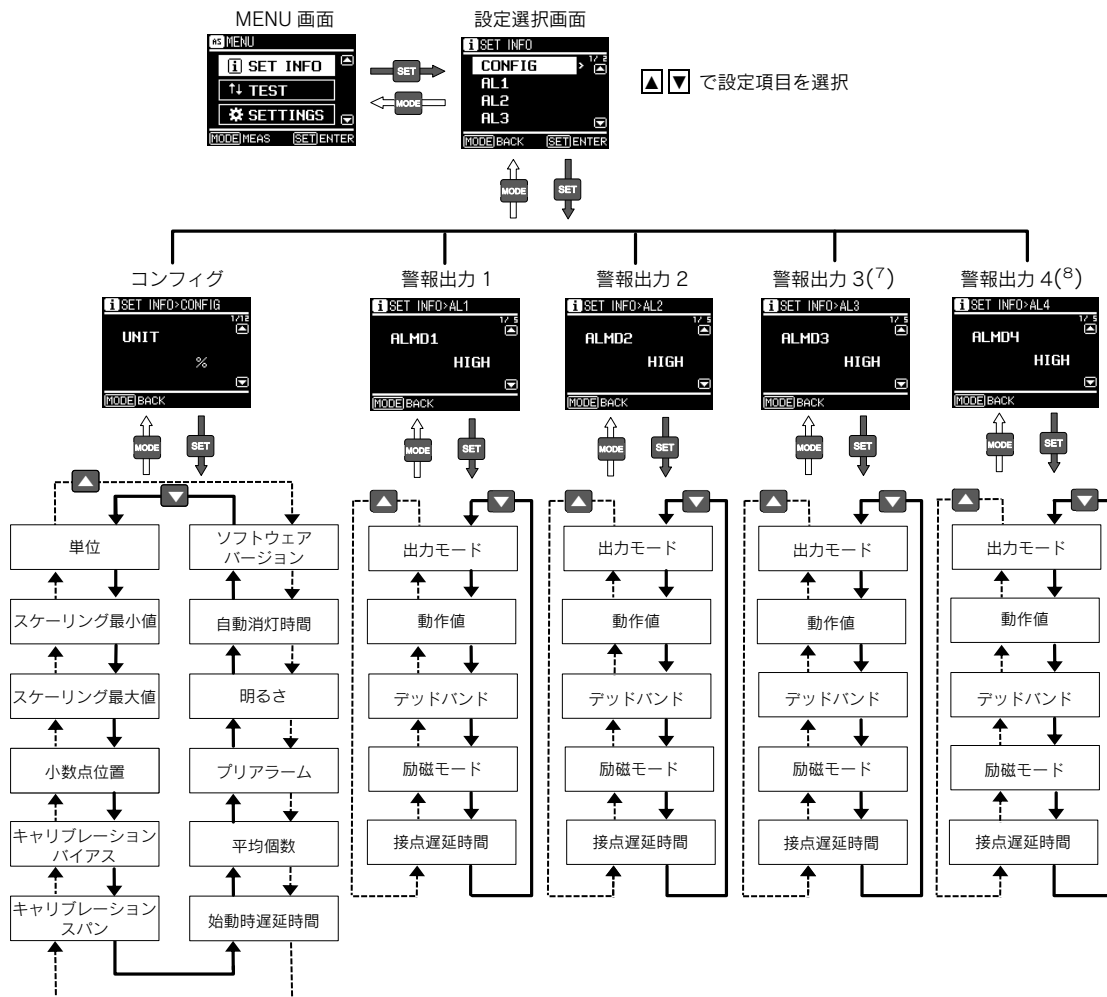 MENU 画面
設定選択画面
AS MENU
i SET INFO
↑↓ TEST
SETTINGS
MODE MEAS SET ENTER
SET
MODE
i SET INFO
1/2
CONFIG >
AL1
AL2
AL3
MODE BACK SET ENTER
▲▼ で設定項目を選択
MODE
SET
コンフィグ
i SET INFO>CONFIG
1/12
UNIT
%
MODE BACK
MODE
SET
警報出力 1
i SET INFO>AL1
1/5
ALMD1
HIGH
MODE BACK
MODE
SET
警報出力 2
i SET INFO>AL2
1/5
ALMD2
HIGH
MODE BACK
MODE
SET
警報出力 3(7)
i SET INFO>AL3
1/5
ALMD3
HIGH
MODE BACK
MODE
SET
警報出力 4(8)
i SET INFO>AL4
1/5
ALMD4
HIGH
MODE BACK
MODE
SET
単位
スケーリング最小値
スケーリング最大値
小数点位置
キャリブレーション
バイアス
キャリブレーション
スパン
ソフトウェア
バージョン
自動消灯時間
明るさ
プリアラーム
平均個数
始動時遅延時間
出力モード
動作値
デッドバンド
励磁モード
接点遅延時間
出力モード
動作値
デッドバンド
励磁モード
接点遅延時間
出力モード
動作値
デッドバンド
励磁モード
接点遅延時間
出力モード
動作値
デッドバンド
励磁モード
接点遅延時間